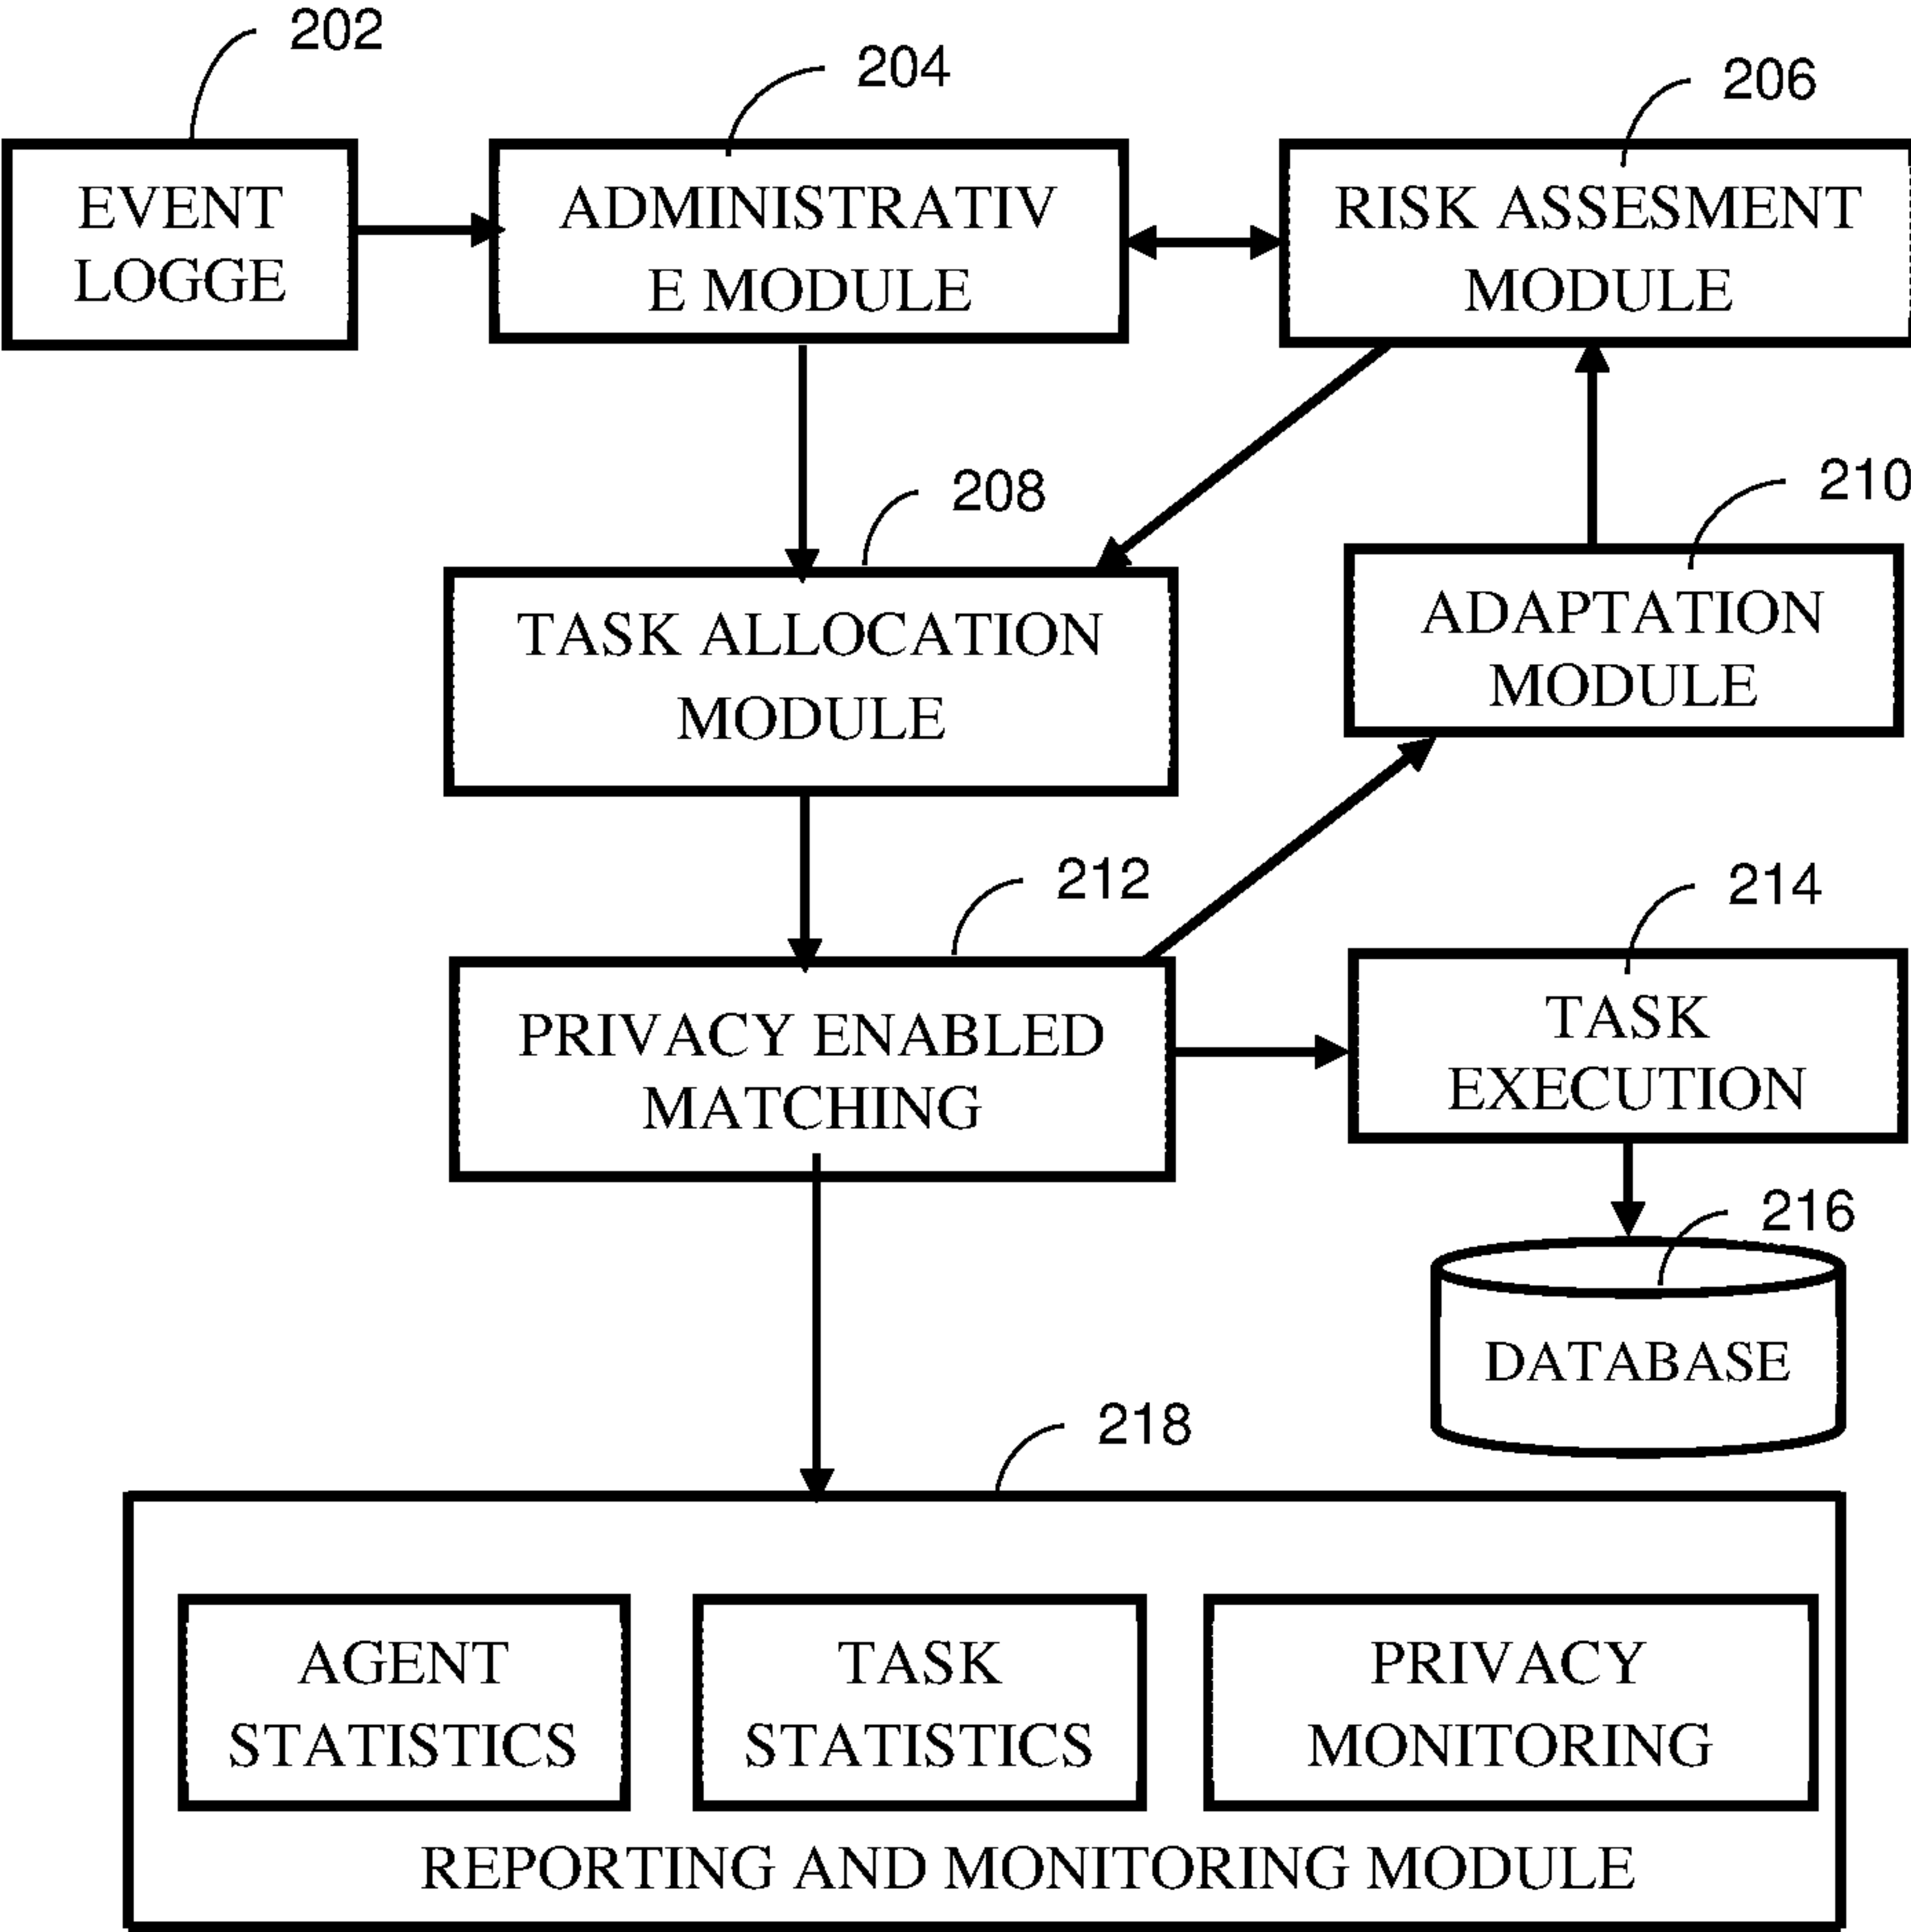 202
204
206
EVENT
LOGGE
ADMINISTRATIV
E MODULE
RISK ASSESMENT
MODULE
208
210
TASK ALLOCATION
MODULE
ADAPTATION
MODULE
212
214
PRIVACY ENABLED
MATCHING
TASK
EXECUTION
216
DATABASE
218
AGENT
STATISTICS
TASK
STATISTICS
PRIVACY
MONITORING
REPORTING AND MONITORING MODULE